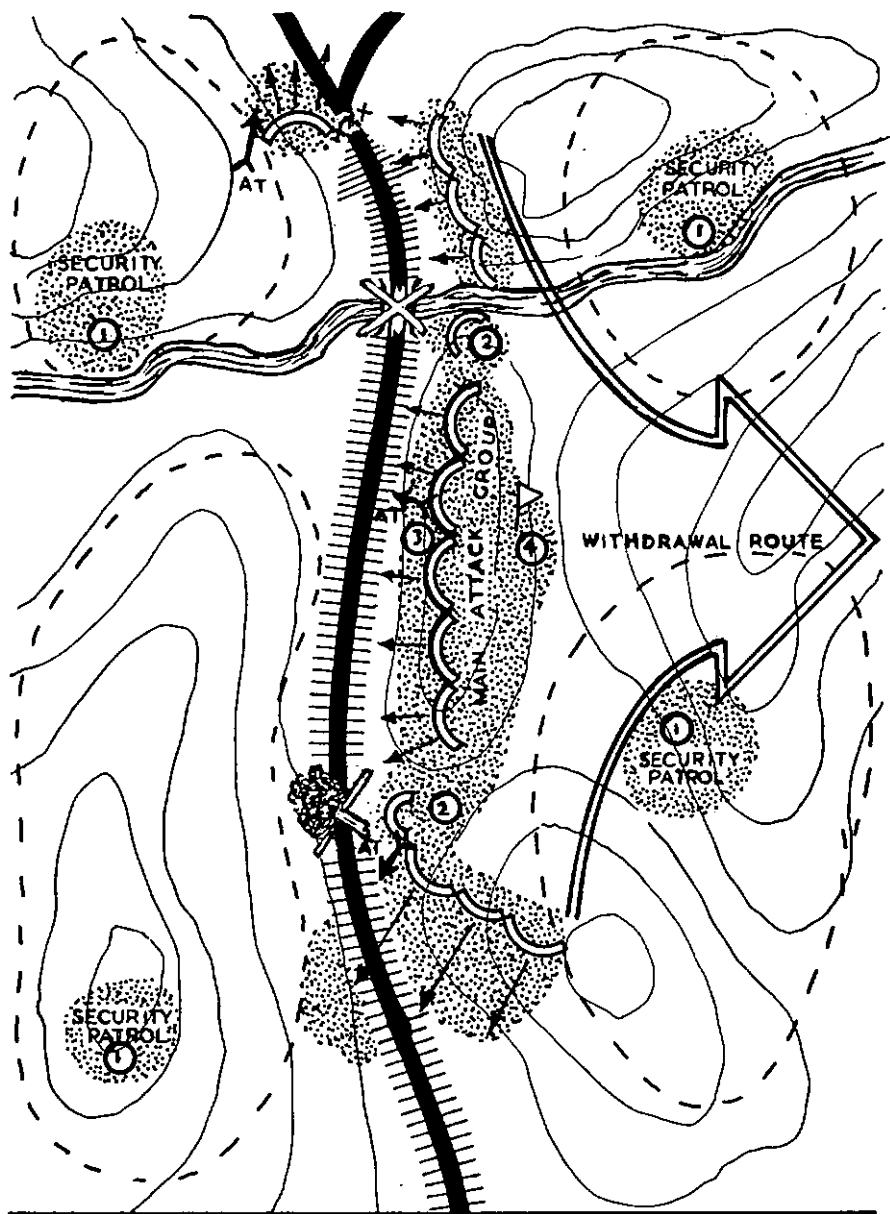 AT
SECURITY
PATROL
1
SECURITY
PATROL
1
2
MAIN ATTACK GROUP
AT
3
4
WITHDRAWAL ROUTE
1
SECURITY
PATROL
2
AT
SECURITY
PATROL
1